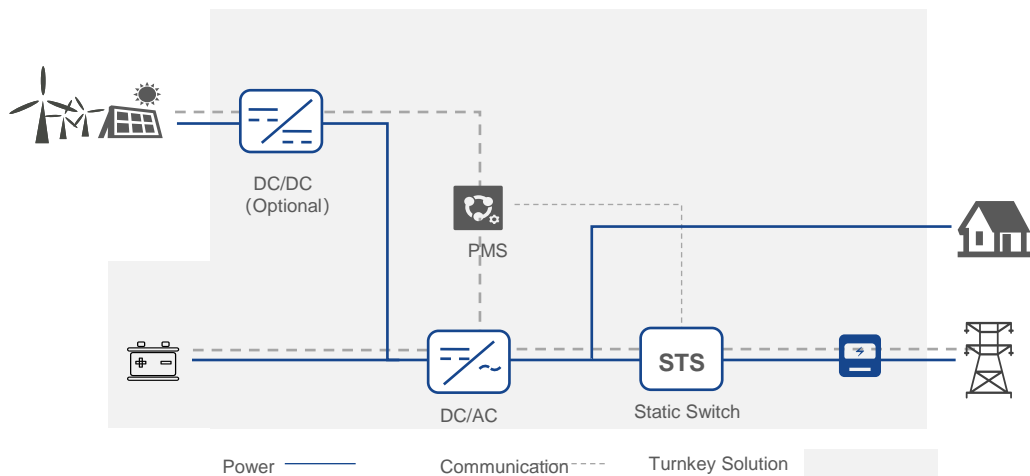 DC/DC
(Optional)
PMS
STS
DC/AC
Static Switch
Power
Communication
Turnkey Solution